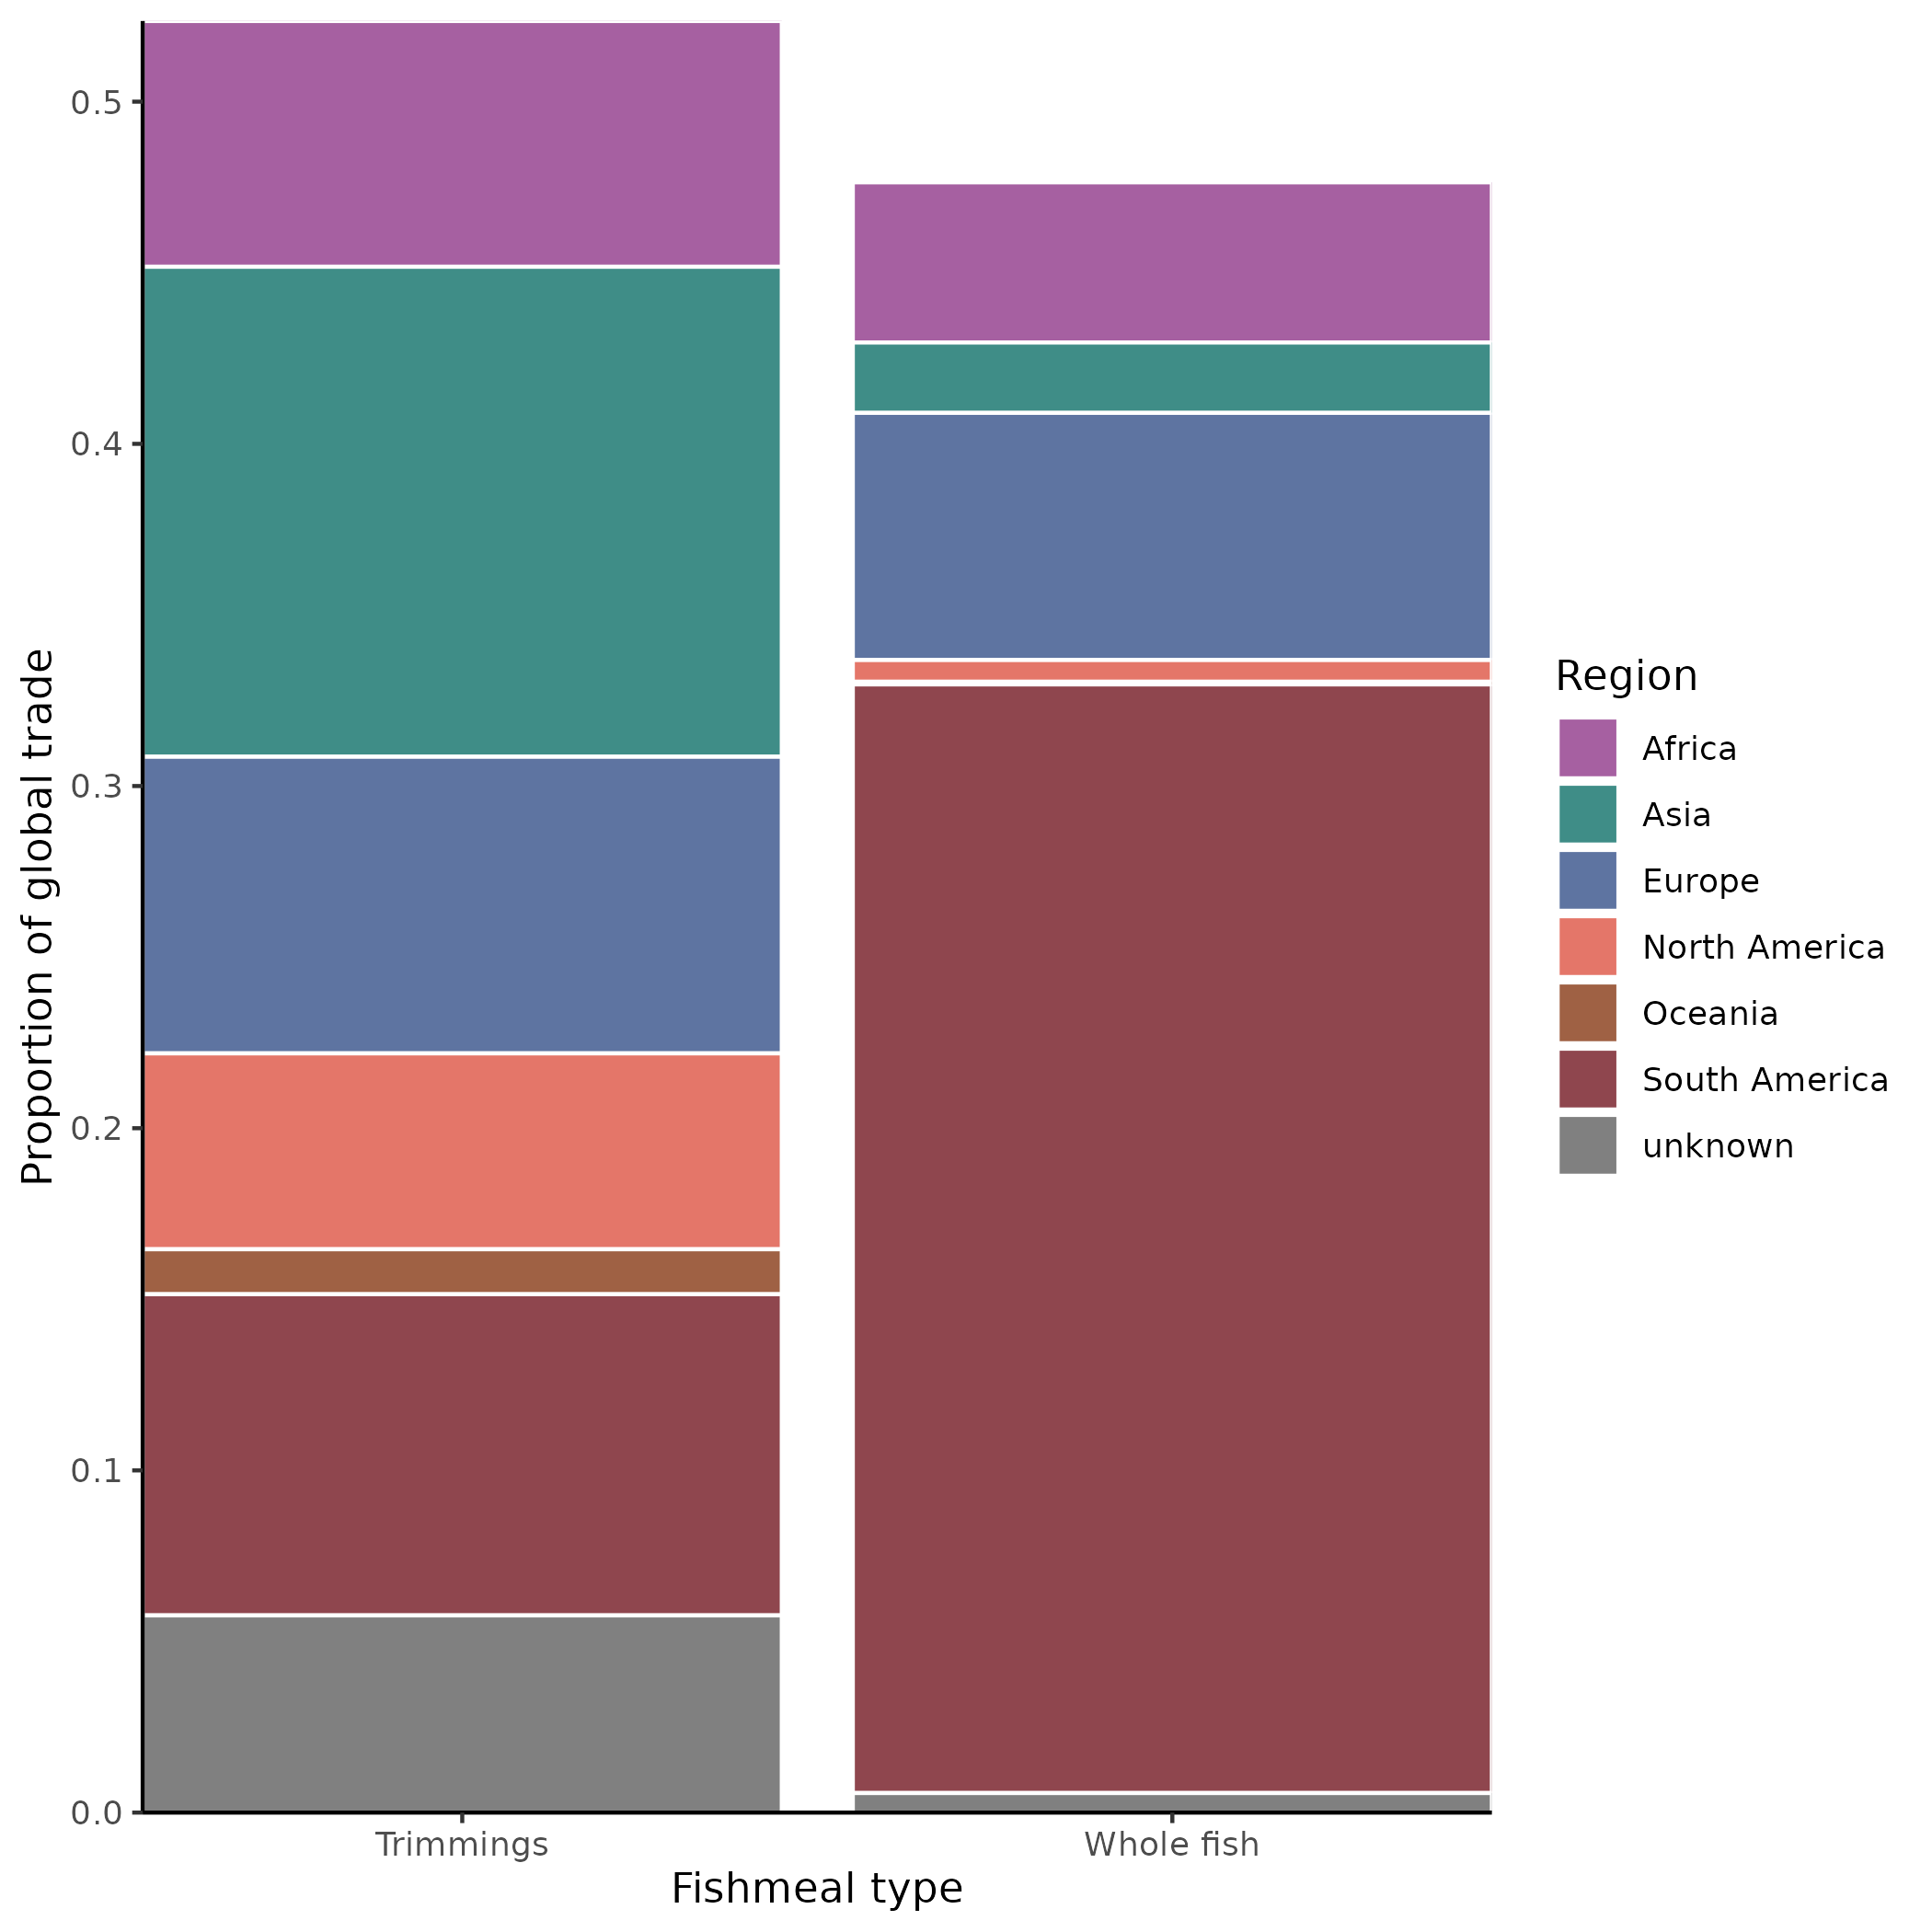 Proportion of global trade
0.5
0.4
0.3
0.2
0.1
0.0
Trimmings
Whole fish
Fishmeal type
Region
Africa
Asia
Europe
North America
Oceania
South America
unknown